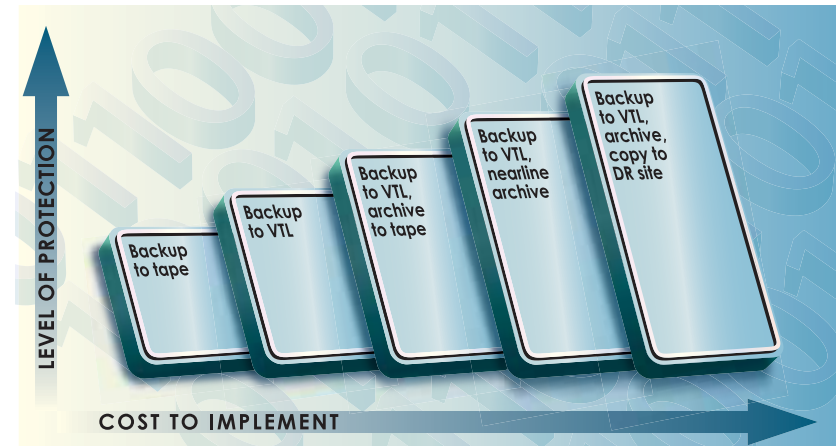 LEVEL OF PROTECTION
Backup
to tape
Backup
to VTL
Backup
to VTL,
archive
to tape
Backup
to VTL,
nearline
archive
Backup
to VTL,
archive,
copy to
DR site
COST TO IMPLEMENT